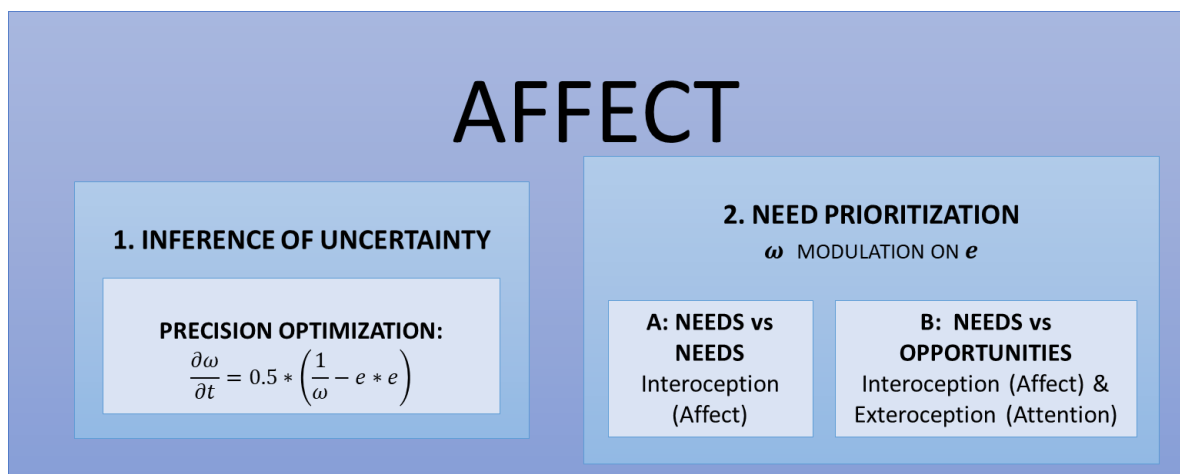 AFFECT
1. INFERENCE OF UNCERTAINTY
PRECISION OPTIMIZATION:
∂ω/∂t = 0.5 * (1/ω − e * e)
2. NEED PRIORITIZATION
ω MODULATION ON e
A: NEEDS vs
NEEDS
Interoception
(Affect)
B: NEEDS vs
OPPORTUNITIES
Interoception (Affect) &
Exteroception (Attention)